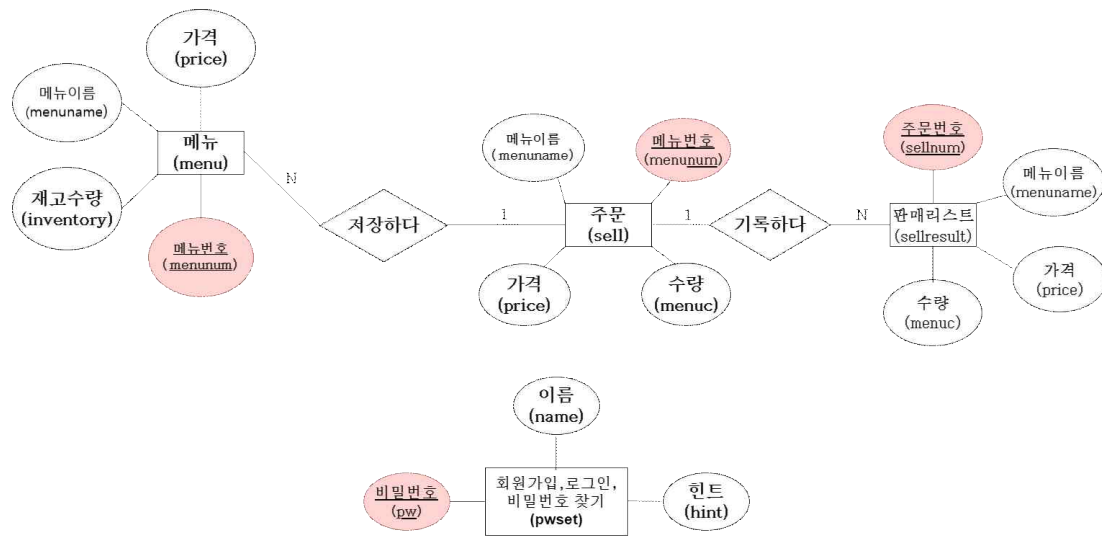 가격
(price)
메뉴이름
(menuname)
메뉴
(menu)
재고수량
(inventory)
메뉴번호
(menunum)
N
저장하다
1
메뉴이름
(menuname)
메뉴번호
(menunum)
주문
(sell)
가격
(price)
수량
(menuc)
1
기록하다
N
주문번호
(sellnum)
메뉴이름
(menuname)
판매리스트
(sellresult)
가격
(price)
수량
(menuc)
이름
(name)
비밀번호
(pw)
회원가입,로그인,
비밀번호 찾기
(pwset)
힌트
(hint)